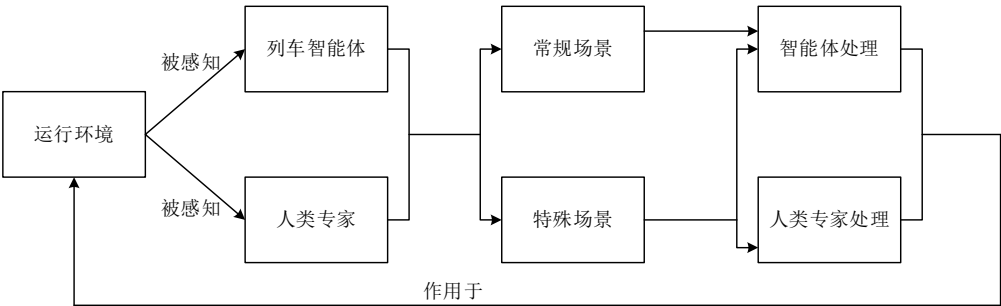 列车智能体
常规场景
智能体处理
被感知
运行环境
被感知
人类专家
特殊场景
人类专家处理
作用于